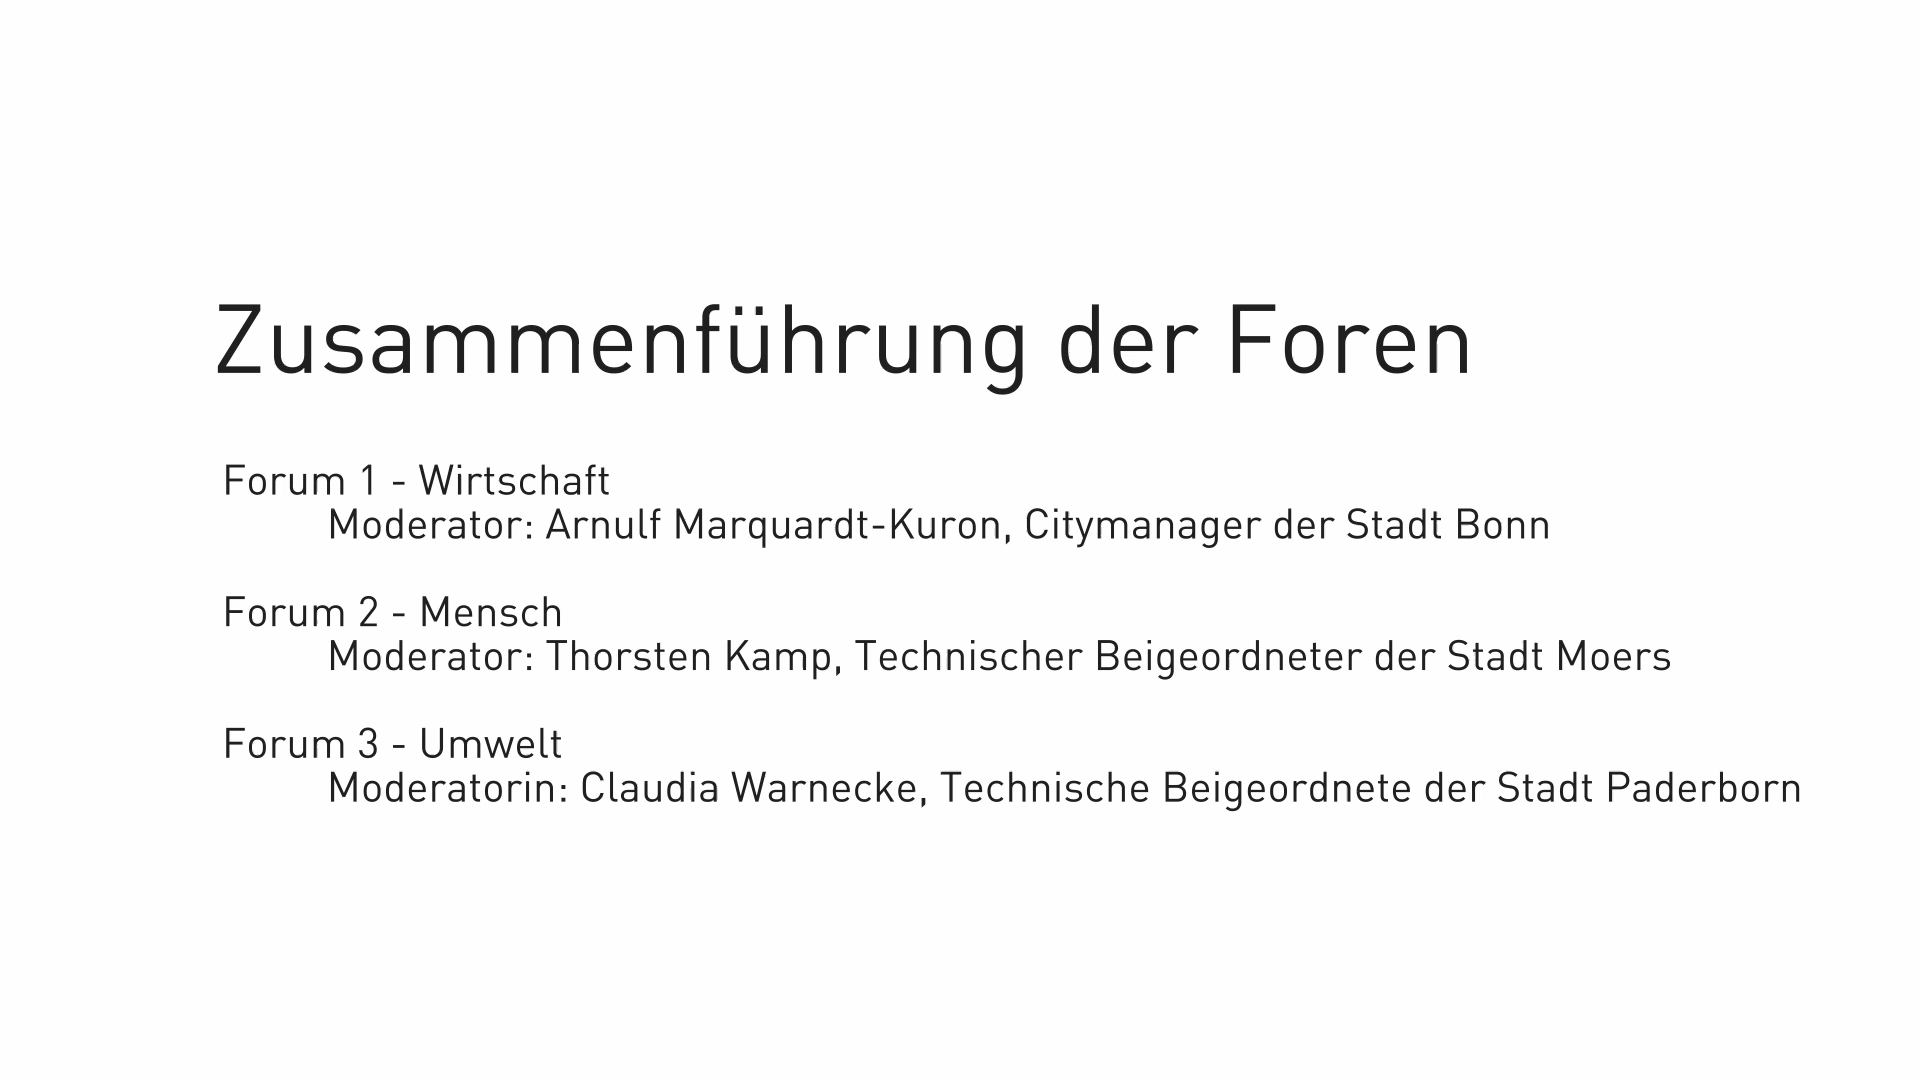 Zusammenführung der Foren
Forum 1 - Wirtschaft
Moderator: Arnulf Marquardt-Kuron, Citymanager der Stadt Bonn
Forum 2 - Mensch
Moderator: Thorsten Kamp, Technischer Beigeordneter der Stadt Moers
Forum 3 - Umwelt
Moderatorin: Claudia Warnecke, Technische Beigeordnete der Stadt Paderborn